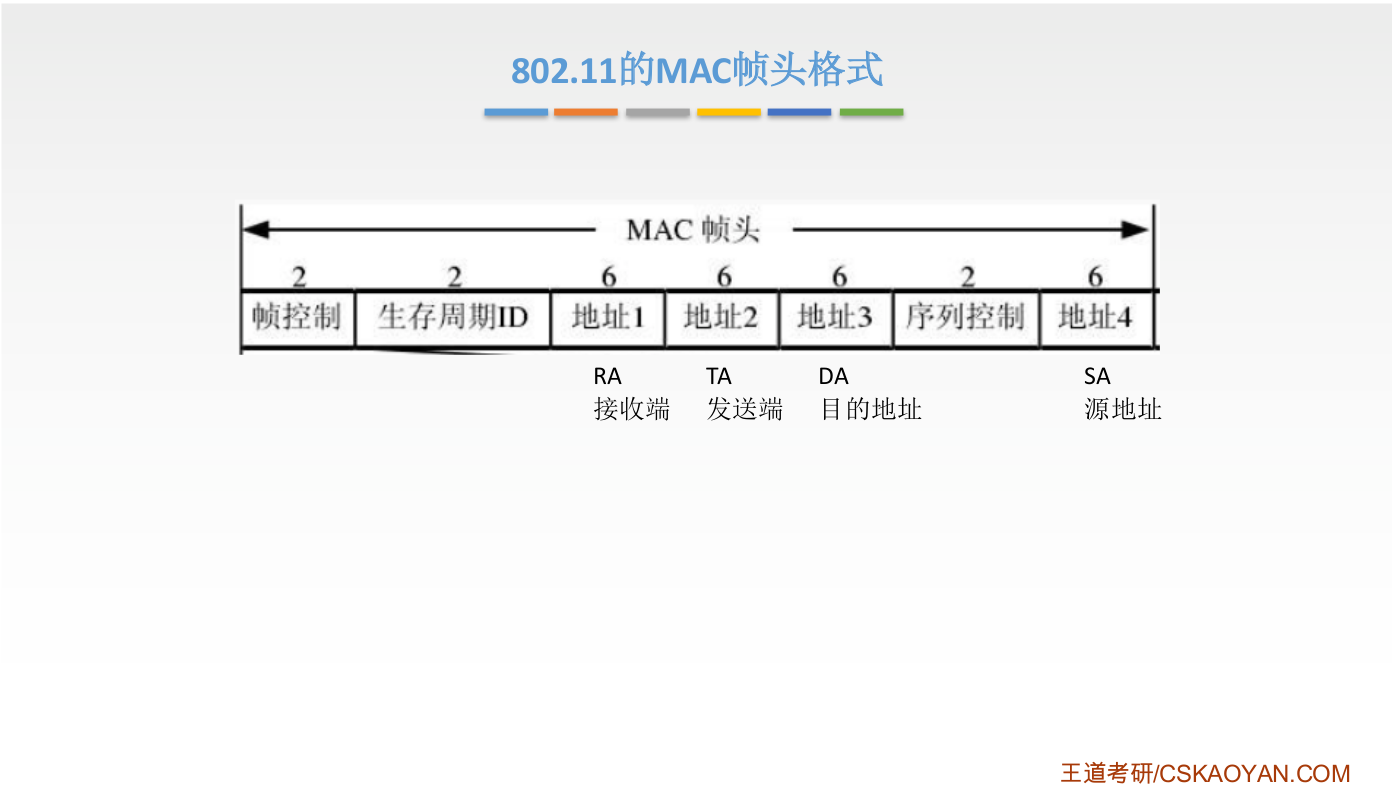 802.11的MAC帧头格式
MAC 帧头
2 2 6 6 6 2 6
帧控制 生存周期ID 地址1 地址2 地址3 序列控制 地址4
RA TA DA SA
接收端 发送端 目的地址 源地址
王道考研/CSKAOYAN.COM